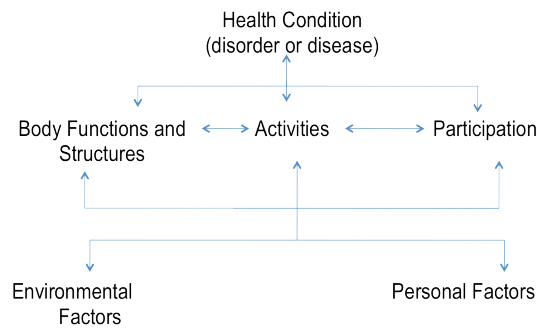 Health Condition
(disorder or disease)
Body Functions and
Structures
Activities
Participation
Environmental
Factors
Personal Factors